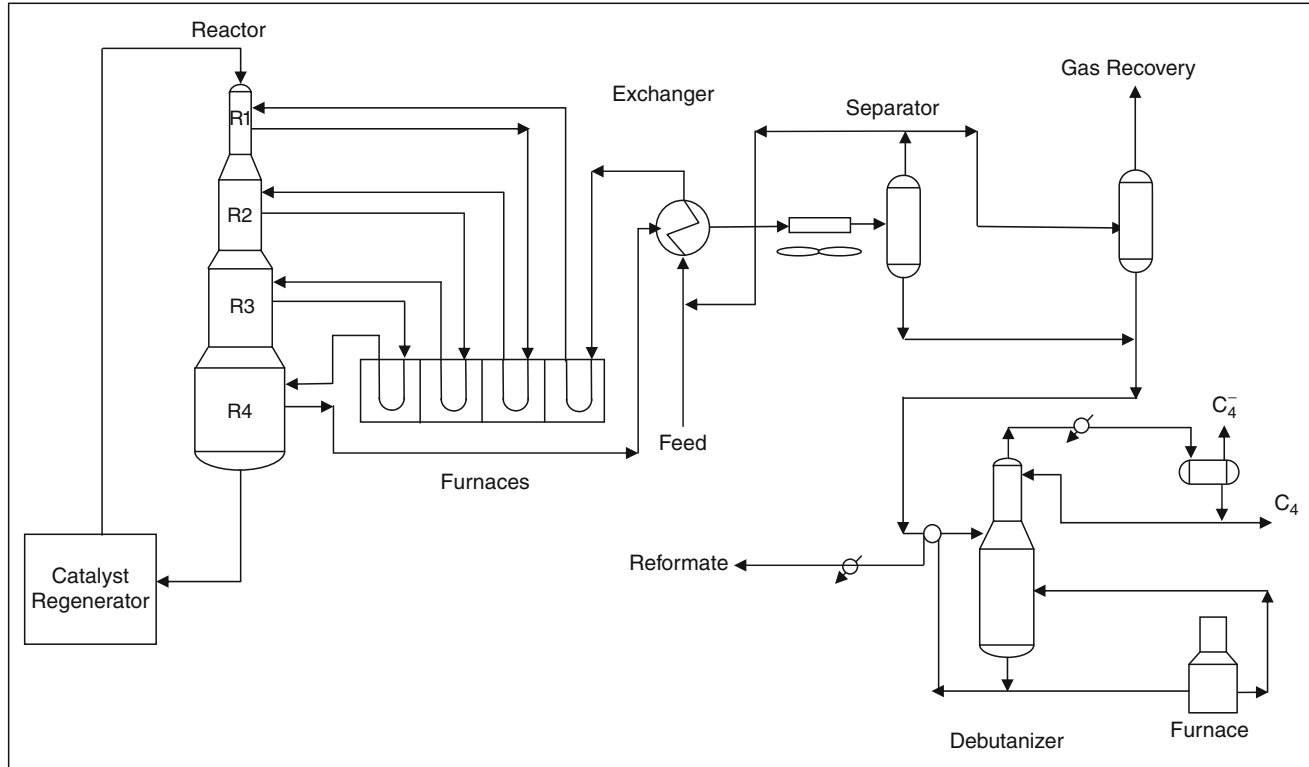 Reactor
Gas Recovery
Exchanger
Separator
R1
R2
R3
R4
Feed
Furnaces
C₄⁻
C₄
Reformate
Catalyst
Regenerator
Furnace
Debutanizer